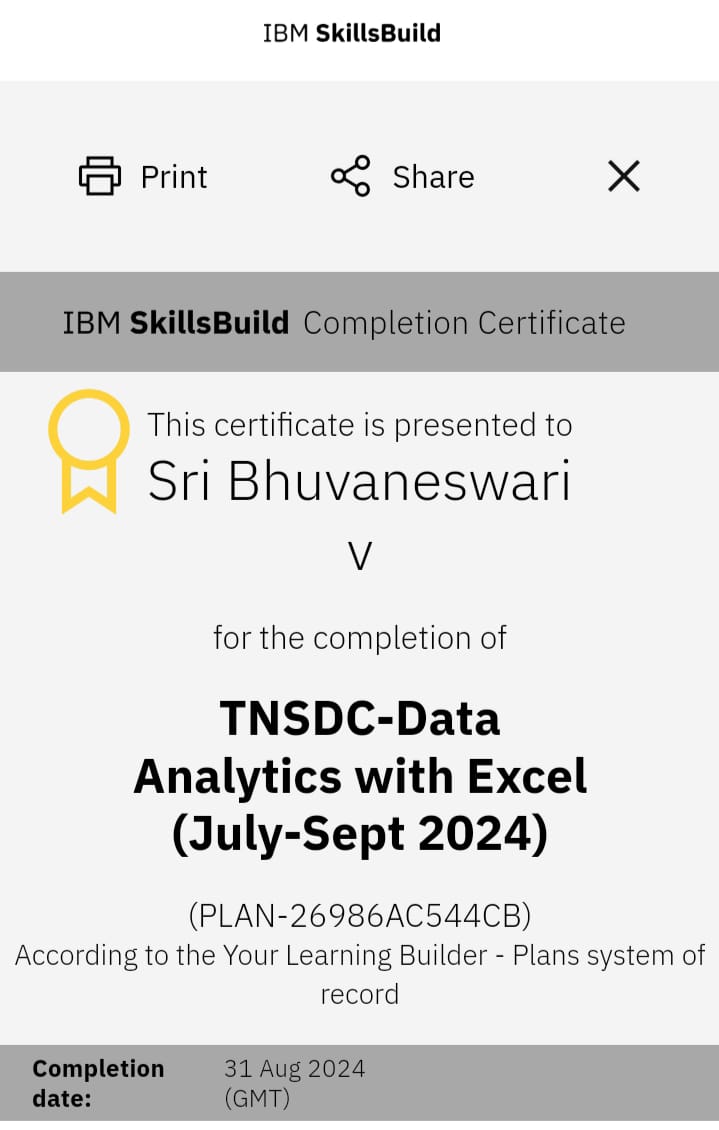 IBM SkillsBuild
Print
Share
IBM SkillsBuild Completion Certificate
This certificate is presented to
Sri Bhuvaneswari
V
for the completion of
TNSDC-Data
Analytics with Excel
(July-Sept 2024)
(PLAN-26986AC544CB)
According to the Your Learning Builder - Plans system of
record
Completion 31 Aug 2024
date: (GMT)